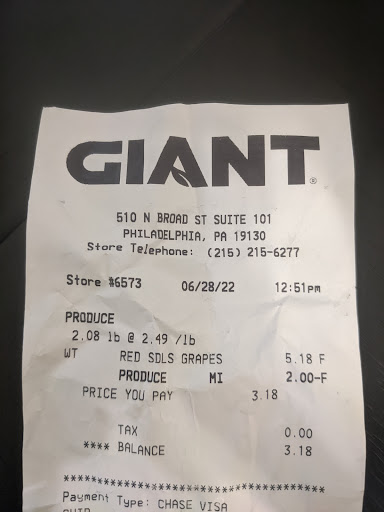 GIANT®
510 N BROAD ST SUITE 101
PHILADELPHIA, PA 19130
Store Telephone: (215) 215-6277
Store #6573 06/28/22 12:51pm
PRODUCE
2.08 lb @ 2.49 /lb
WT RED SDLS GRAPES 5.18 F
PRODUCE MI 2.00-F
PRICE YOU PAY 3.18
TAX 0.00
**** BALANCE 3.18
******************************
Payment Type: CHASE VISA